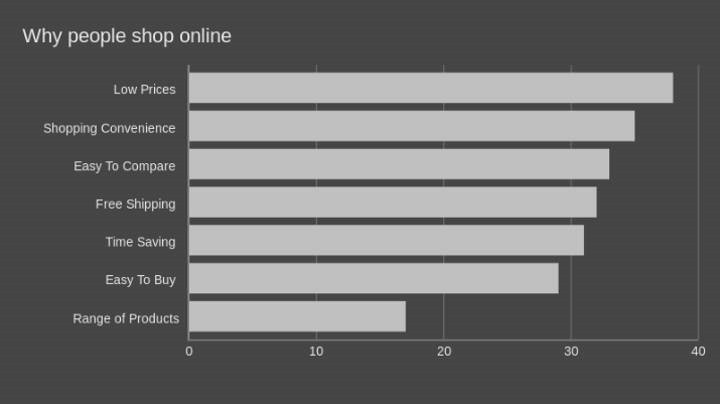 Why people shop online
Low Prices
Shopping Convenience
Easy To Compare
Free Shipping
Time Saving
Easy To Buy
Range of Products
0 10 20 30 40